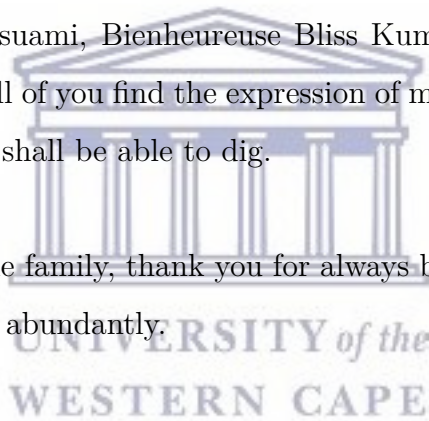 suami, Bienheureuse Bliss Kum
ll of you find the expression of m
shall be able to dig.
e family, thank you for always b
abundantly.
UNIVERSITY of the
WESTERN CAPE